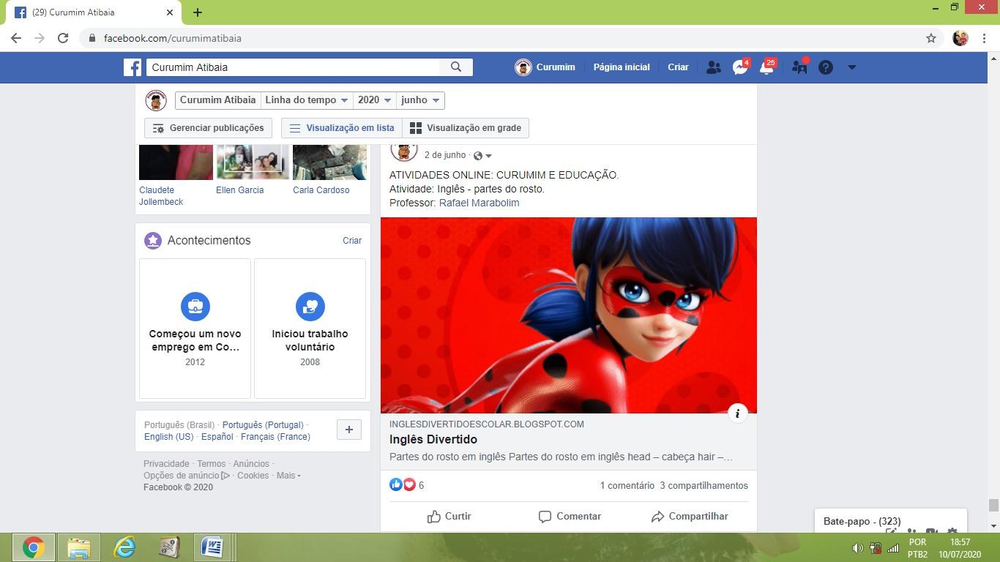 (29) Curumim Atibaia
facebook.com/curumimatibaia
Curumim Atibaia
Curumim
Página inicial
Criar
4
25
Curumim Atibaia
Linha do tempo
2020
junho
Gerenciar publicações
Visualização em lista
Visualização em grade
Claudete
Jollembeck
Ellen Garcia
Carla Cardoso
Acontecimentos
Criar
Começou um novo
emprego em Co...
2012
Iniciou trabalho
voluntário
2008
Português (Brasil) · Português (Portugal) ·
English (US) · Español · Français (France)
Privacidade · Termos · Anúncios ·
Opções de anúncio · Cookies · Mais
Facebook © 2020
2 de junho ·
ATIVIDADES ONLINE: CURUMIM E EDUCAÇÃO.
Atividade: Inglês - partes do rosto.
Professor: Rafael Marabolim
INGLESDIVERTIDOESCOLAR.BLOGSPOT.COM
Inglês Divertido
Partes do rosto em inglês Partes do rosto em inglês head – cabeça hair –...
6
1 comentário 3 compartilhamentos
Curtir
Comentar
Compartilhar
Bate-papo - (323)
POR
PTB2
18:57
10/07/2020